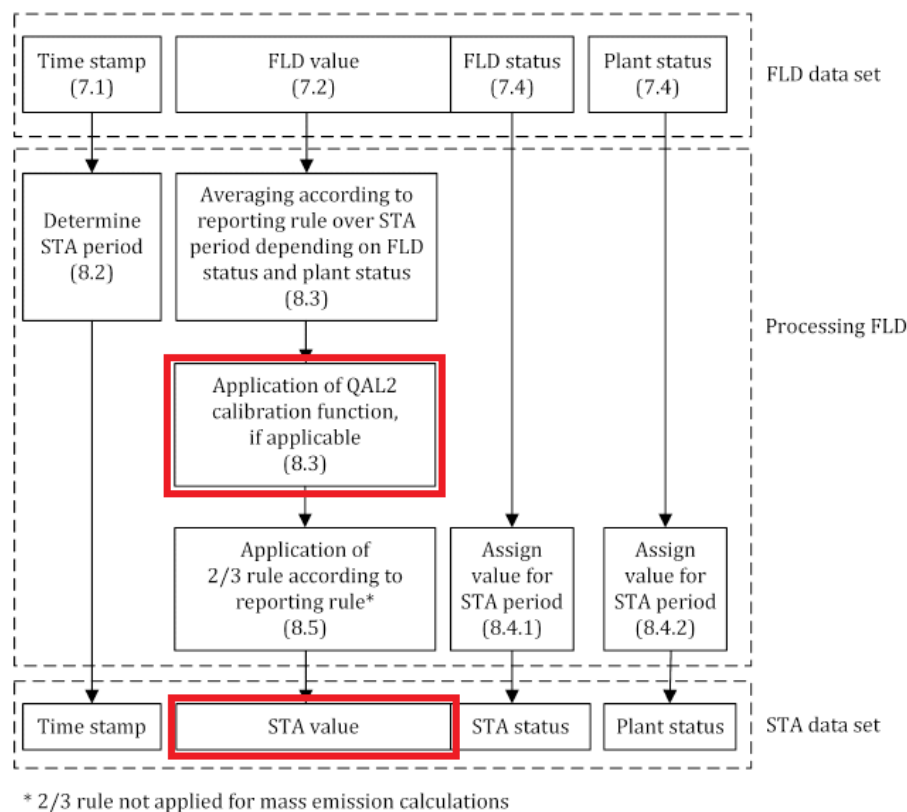 Time stamp
(7.1)
FLD value
(7.2)
FLD status
(7.4)
Plant status
(7.4)
FLD data set
Determine
STA period
(8.2)
Averaging according to
reporting rule over STA
period depending on FLD
status and plant status
(8.3)
Processing FLD
Application of QAL2
calibration function,
if applicable
(8.3)
Application of
2/3 rule according to
reporting rule*
(8.5)
Assign
value for
STA period
(8.4.1)
Assign
value for
STA period
(8.4.2)
Time stamp
STA value
STA status
Plant status
STA data set
* 2/3 rule not applied for mass emission calculations